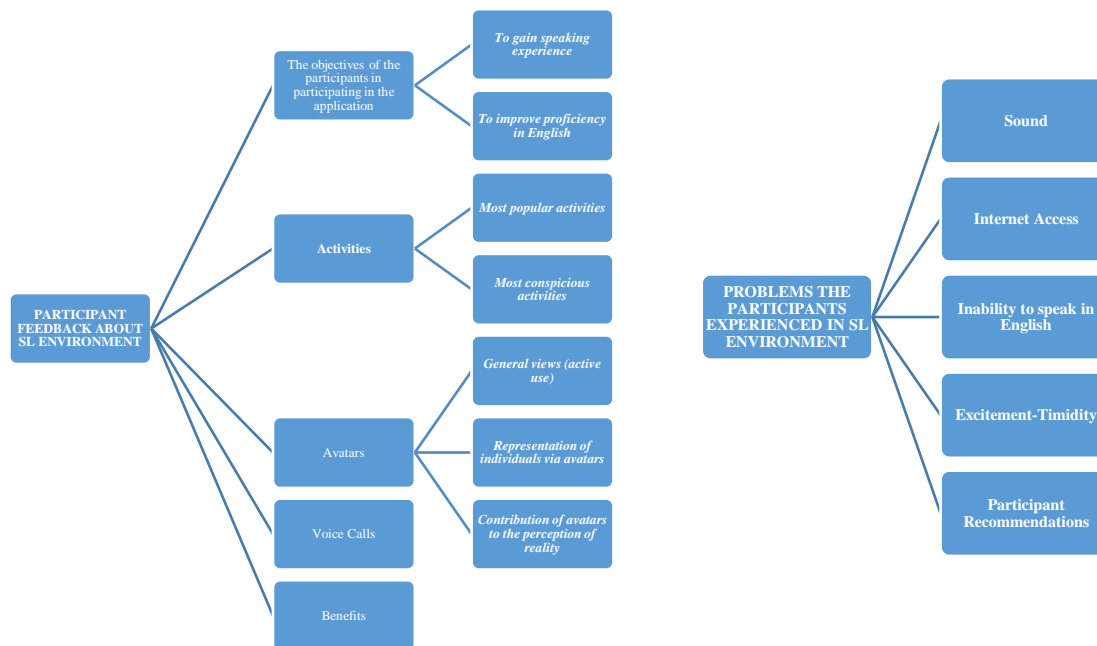 PARTICIPANT
FEEDBACK ABOUT
SL ENVIRONMENT
The objectives of the
participants in
participating in the
application
To gain speaking
experience
To improve proficiency
in English
Activities
Most popular activities
Most conspicious
activities
Avatars
General views (active
use)
Representation of
individuals via avatars
Contribution of avatars
to the perception of
reality
Voice Calls
Benefits
PROBLEMS THE
PARTICIPANTS
EXPERIENCED IN SL
ENVIRONMENT
Sound
Internet Access
Inability to speak in
English
Excitement-Timidity
Participant
Recommendations